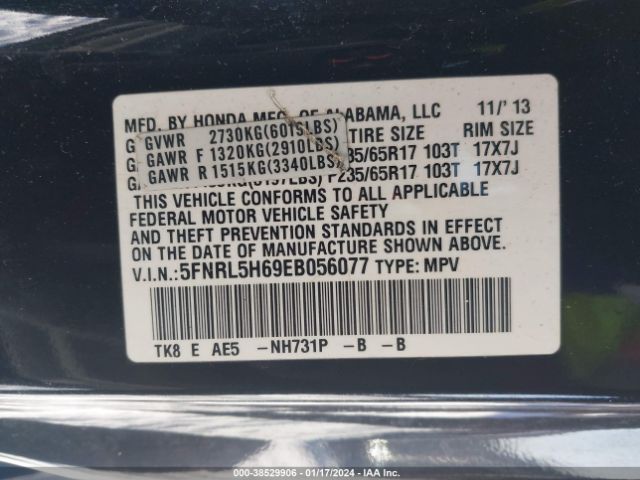 MFD. BY HONDA MFG. OF ALABAMA, LLC 11/'13
GVWR 2730KG(6019LBS) TIRE SIZE RIM SIZE
GAWR F 1320KG(2910LBS) 235/65R17 103T 17X7J
GAWR R 1515KG(3340LBS) P235/65R17 103T 17X7J
THIS VEHICLE CONFORMS TO ALL APPLICABLE
FEDERAL MOTOR VEHICLE SAFETY
AND THEFT PREVENTION STANDARDS IN EFFECT
ON THE DATE OF MANUFACTURE SHOWN ABOVE.
V.I.N.:5FNRL5H69EB056077 TYPE: MPV
TK8 E AE5 -NH731P -B -B
000-38529906 - 01/17/2024 - IAA Inc.